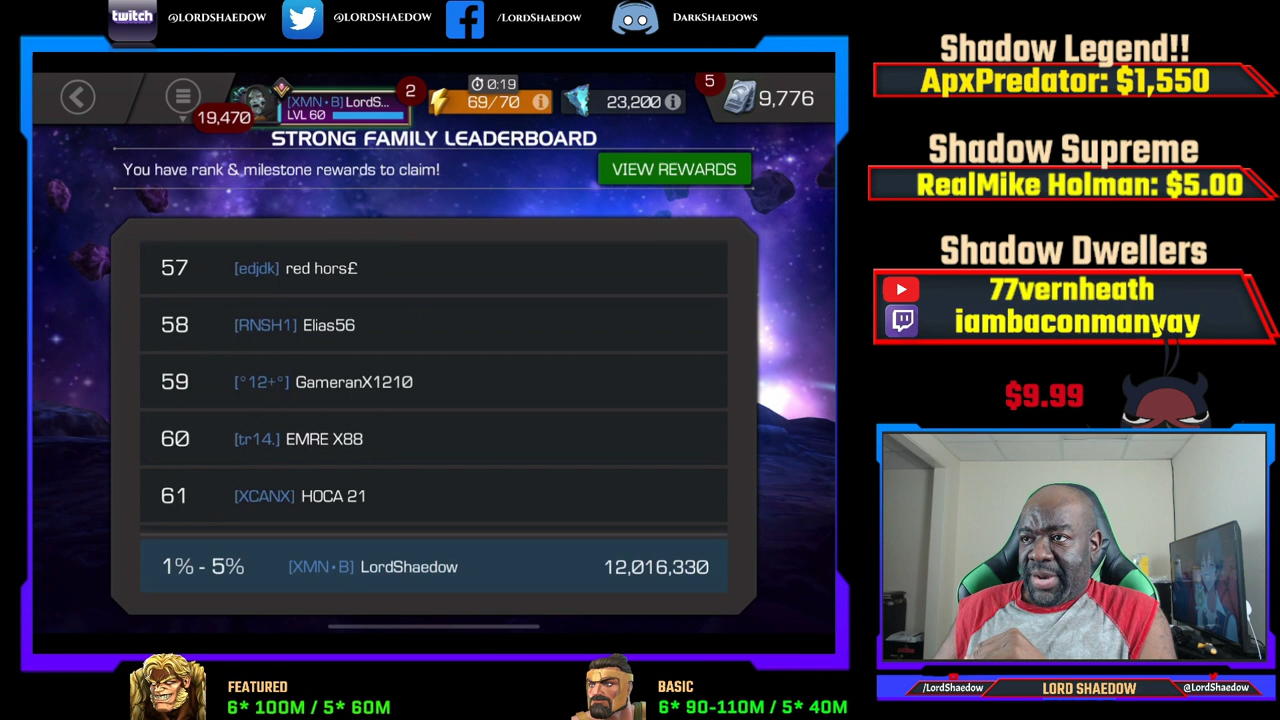 twitch
@LordShaedow
@LordShaedow
/LordShaedow
DarkShaedows
19,470
[XMN•B] LordS...
LVL 60
2
0:19
69/70
23,200
5
9,776
STRONG FAMILY LEADERBOARD
You have rank & milestone rewards to claim!
VIEW REWARDS
57 [edjdk] red hors£
58 [RNSH1] Elias56
59 [°12+°] GameranX1210
60 [tr14.] EMRE X88
61 [XCANX] HOCA 21
1% - 5% [XMN•B] LordShaedow 12,016,330
FEATURED
6* 100M / 5* 60M
BASIC
6* 90-110M / 5* 40M
Shadow Legend!!
ApxPredator: $1,550
Shadow Supreme
RealMike Holman: $5.00
Shadow Dwellers
77vernheath
iambaconmanyay
$9.99
/LordShaedow
LORD SHAEDOW
@LordShaedow